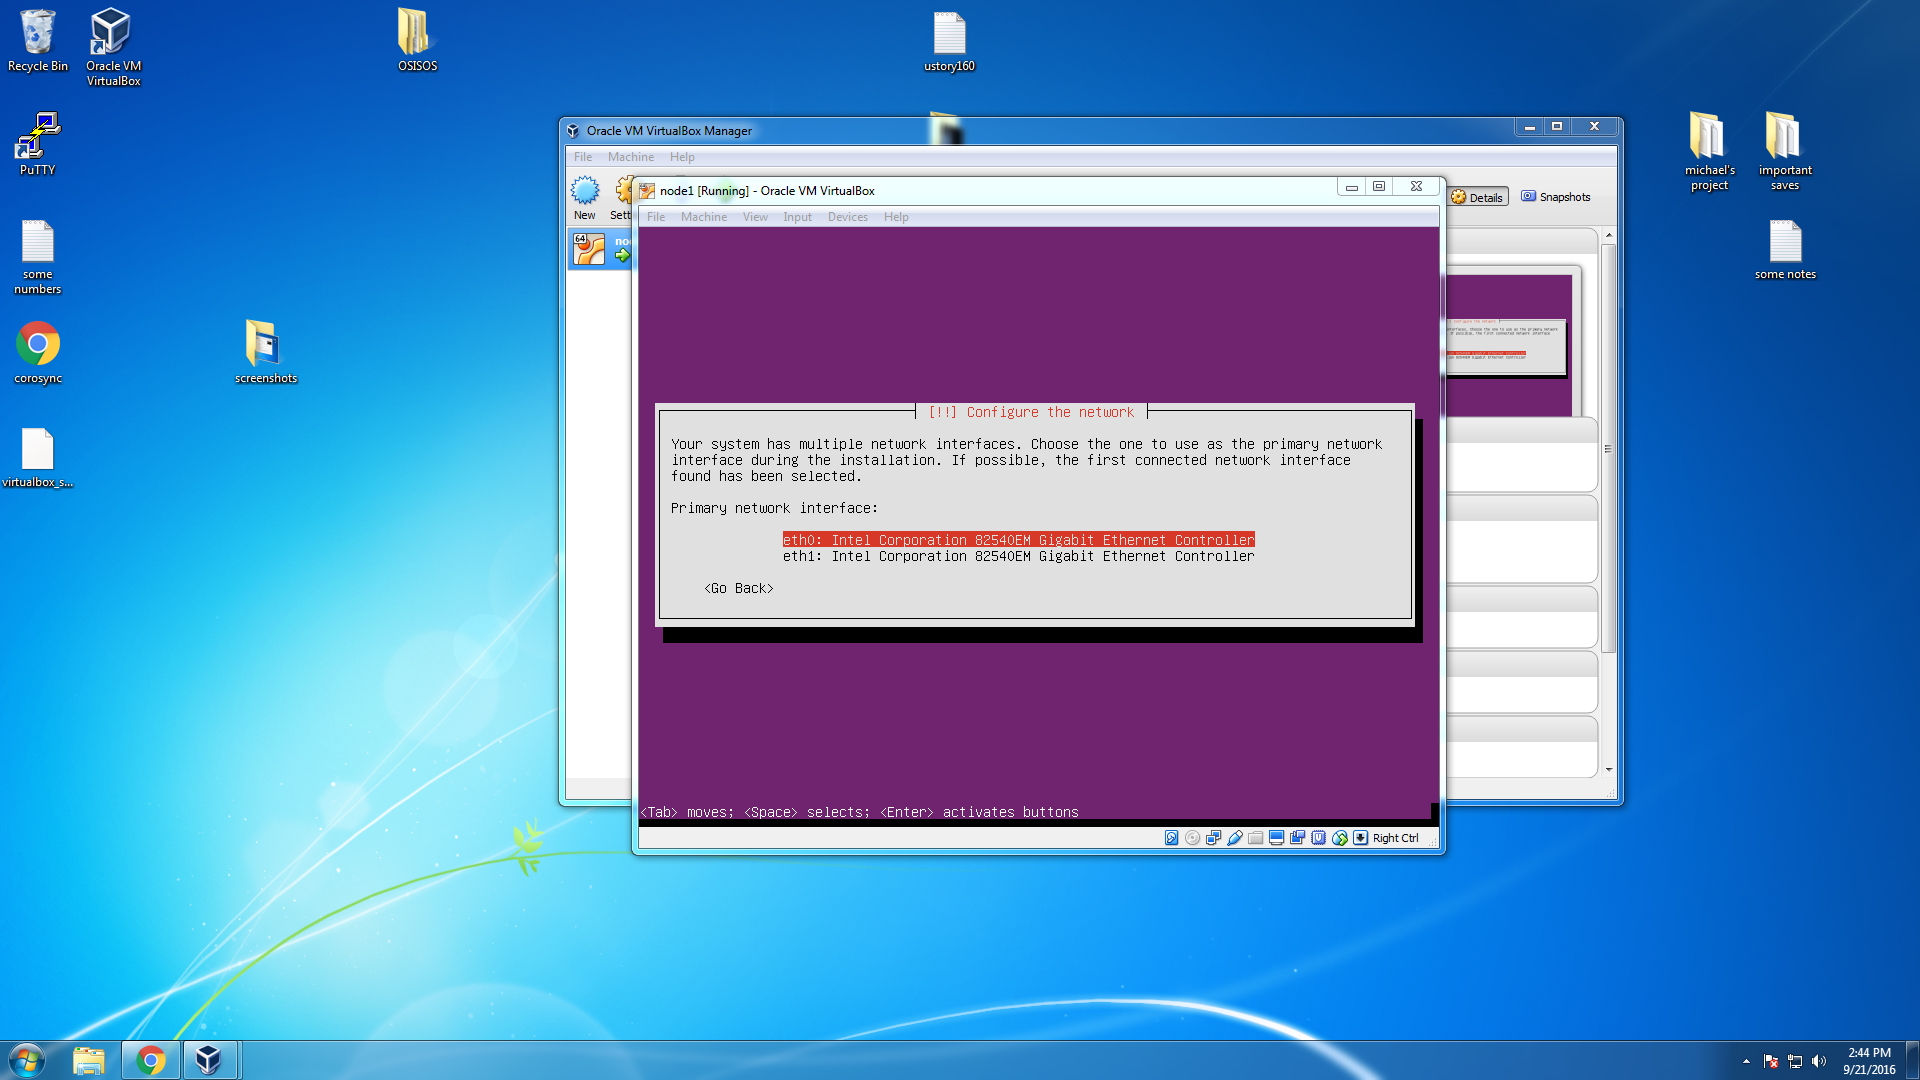 Recycle Bin
Oracle VM
VirtualBox
OSISOS
ustory160
PuTTY
some
numbers
corosync
screenshots
virtualbox_s...
michael's
project
important
saves
some notes
Oracle VM VirtualBox Manager
File Machine Help
New Sett
Details Snapshots
64 no
node1 [Running] - Oracle VM VirtualBox
File Machine View Input Devices Help
[!!] Configure the network
Your system has multiple network interfaces. Choose the one to use as the primary network
interface during the installation. If possible, the first connected network interface
found has been selected.
Primary network interface:
eth0: Intel Corporation 82540EM Gigabit Ethernet Controller
eth1: Intel Corporation 82540EM Gigabit Ethernet Controller
<Go Back>
<Tab> moves; <Space> selects; <Enter> activates buttons
Right Ctrl
2:44 PM
9/21/2016